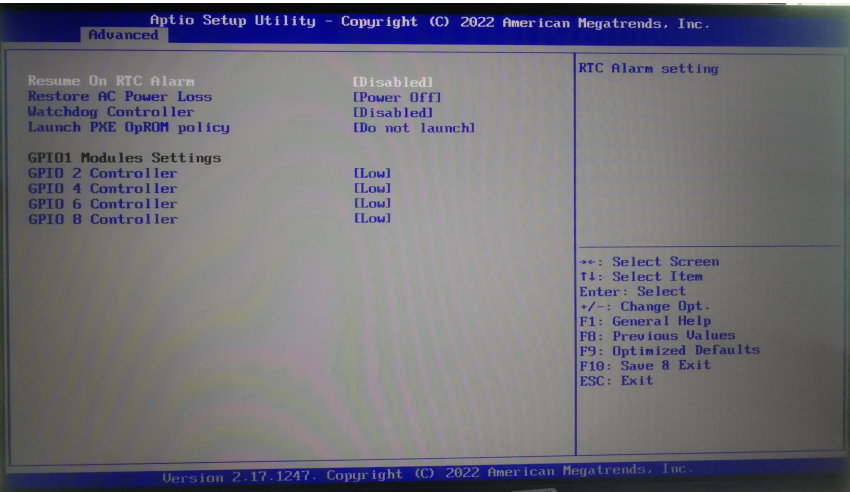 Aptio Setup Utility - Copyright (C) 2022 American Megatrends, Inc.
Advanced
Resume On RTC Alarm [Disabled]
Restore AC Power Loss [Power Off]
Watchdog Controller [Disabled]
Launch PXE OpROM policy [Do not launch]
GPIO1 Modules Settings
GPIO 2 Controller [Low]
GPIO 4 Controller [Low]
GPIO 6 Controller [Low]
GPIO 8 Controller [Low]
RTC Alarm setting
→←: Select Screen
↑↓: Select Item
Enter: Select
+/-: Change Opt.
F1: General Help
F8: Previous Values
F9: Optimized Defaults
F10: Save & Exit
ESC: Exit
Version 2.17.1247. Copyright (C) 2022 American Megatrends, Inc.